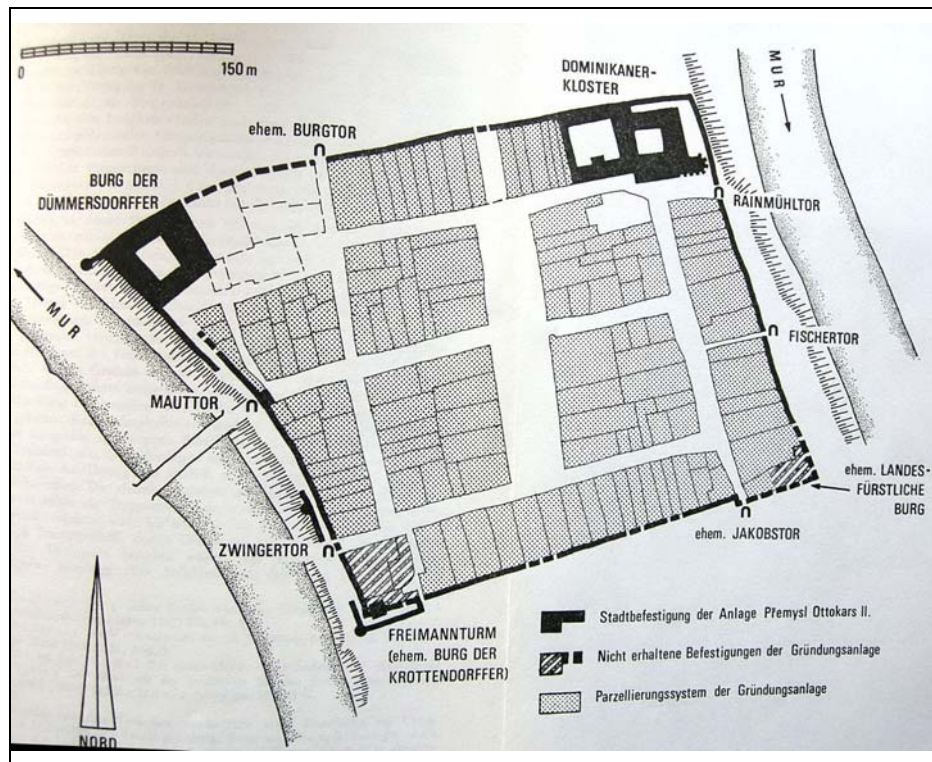 0
150 m
DOMINIKANER-
KLOSTER
MUR
ehem. BURGTOR
BURG DER
DÜMMERSDORFFER
RAINMÜHLTOR
MUR
FISCHERTOR
MAUTTOR
ehem. LANDES-
FÜRSTLICHE
BURG
ehem. JAKOBSTOR
ZWINGERTOR
FREIMANNTURM
(ehem. BURG DER
KROTTENDORFFER)
Stadtbefestigung der Anlage Přemysl Ottokars II.
Nicht erhaltene Befestigungen der Gründungsanlage
Parzellierungssystem der Gründungsanlage
NORD